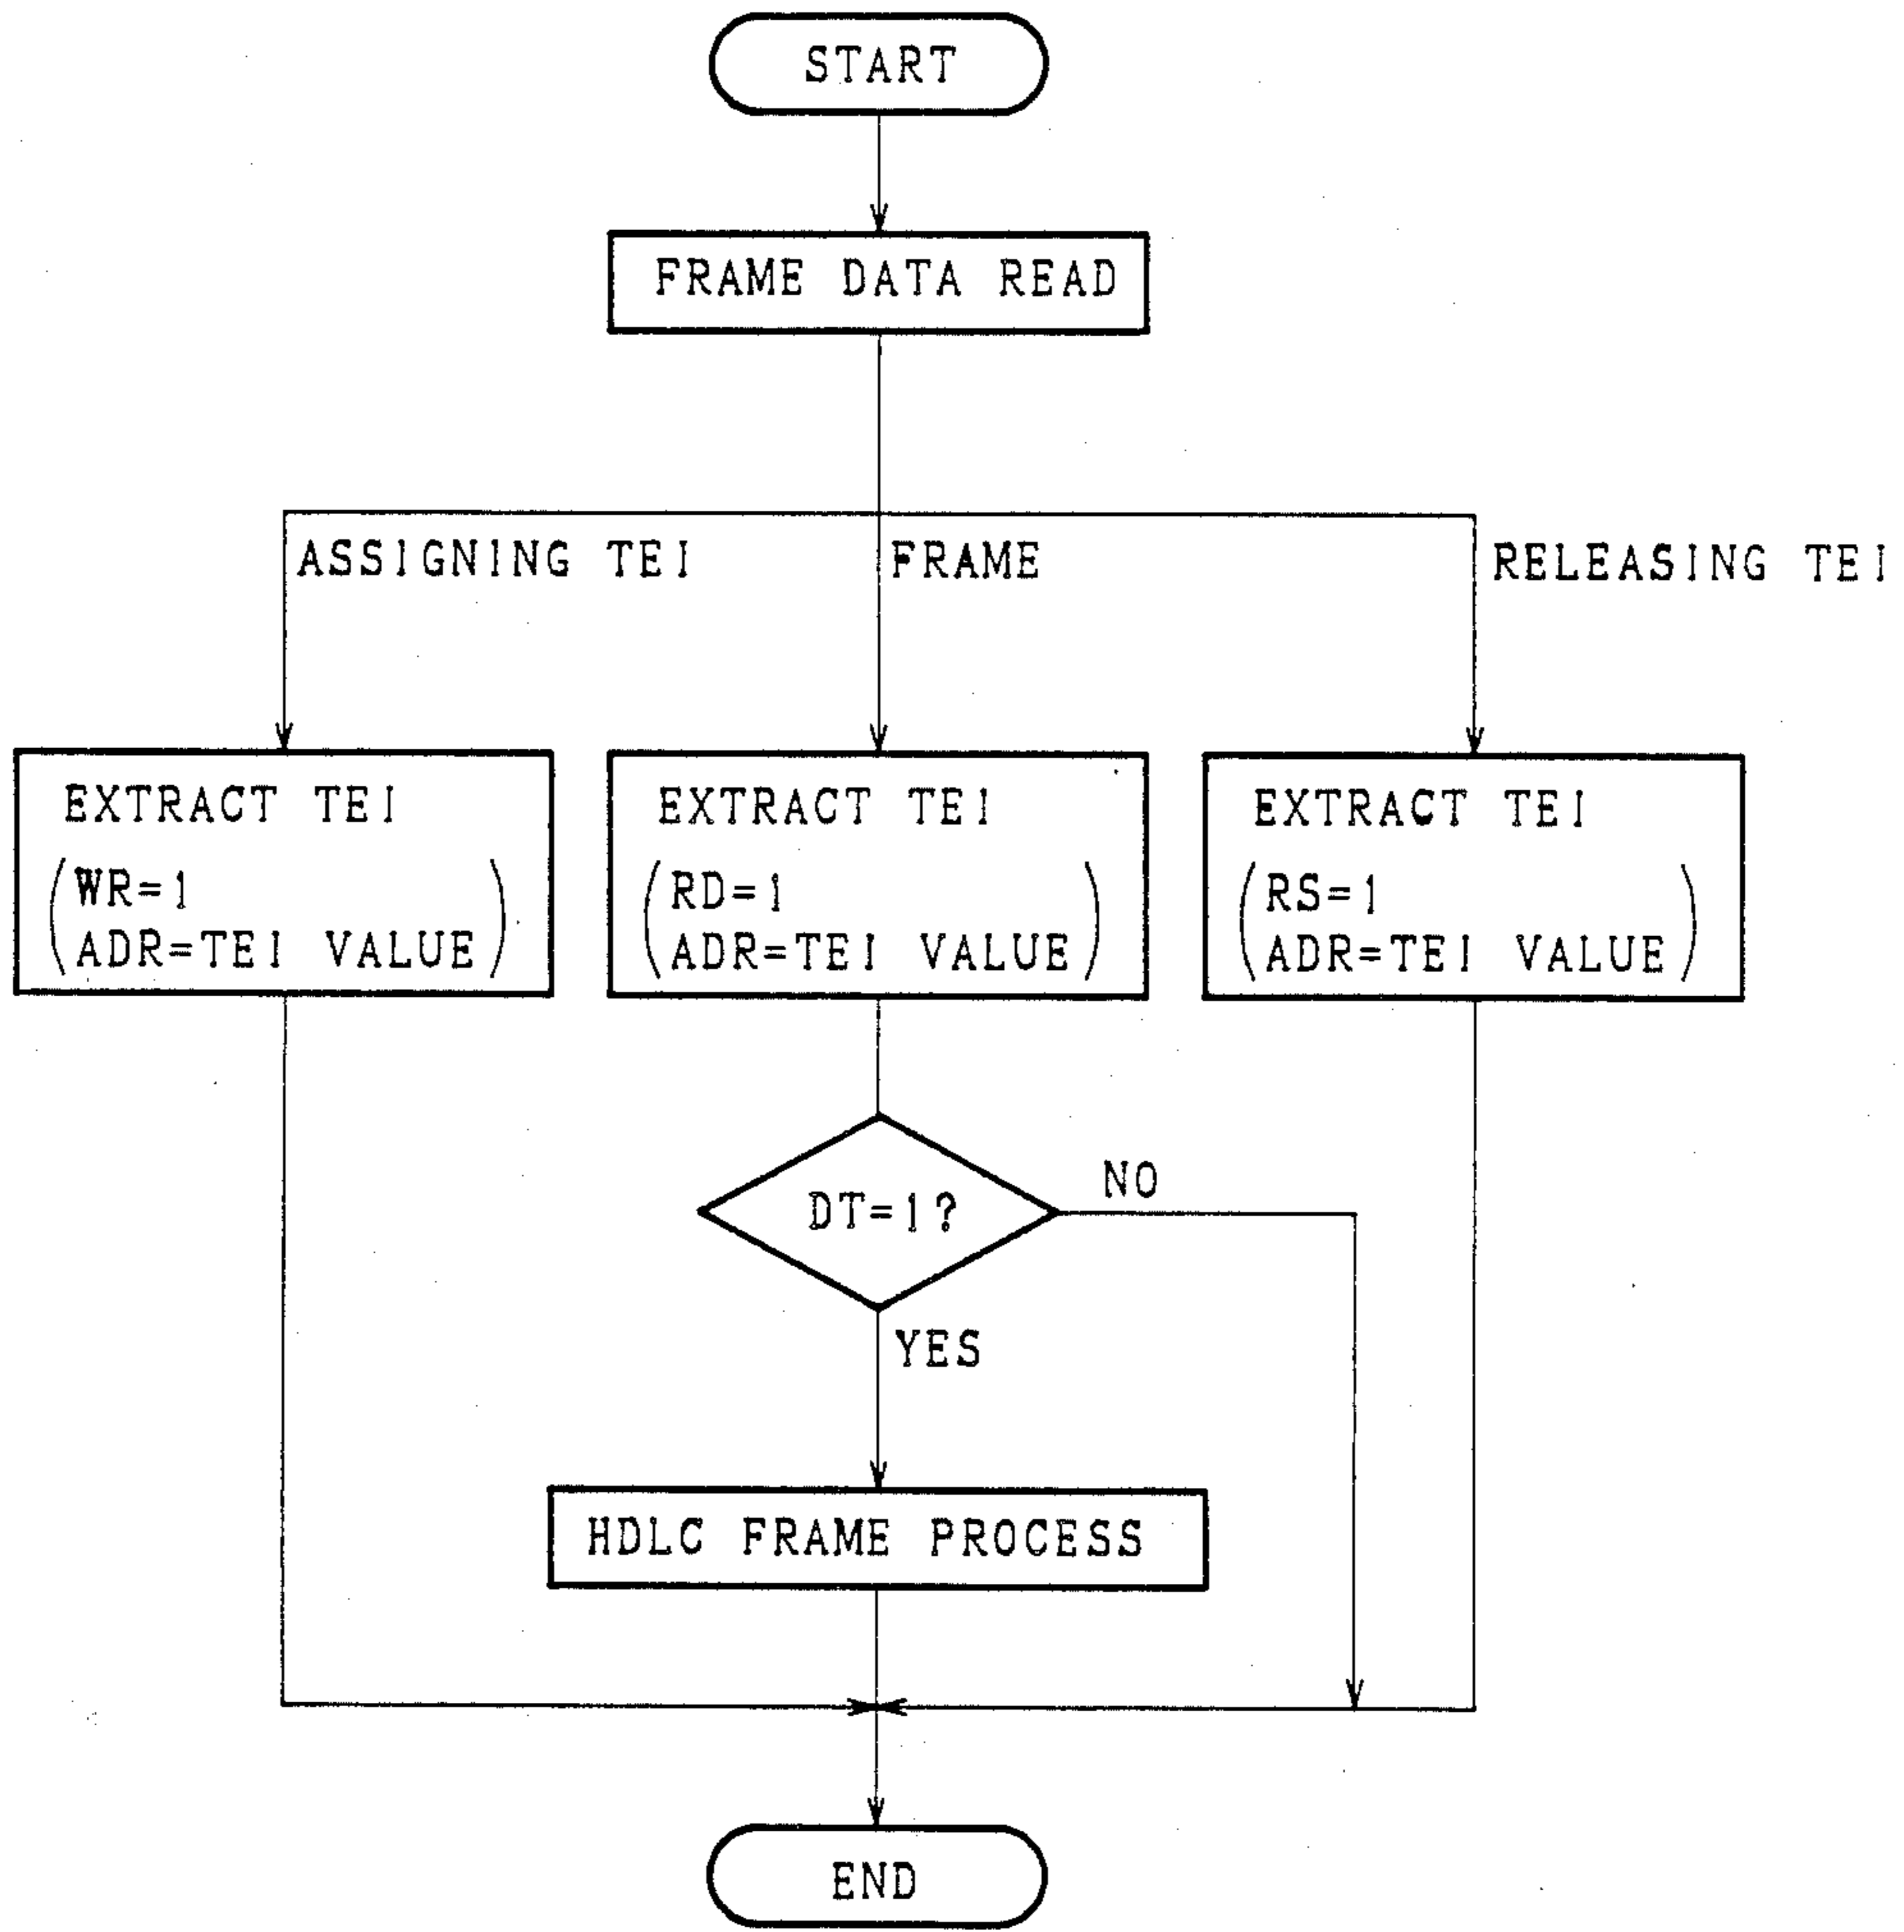 START
FRAME DATA READ
ASSIGNING TEI
FRAME
RELEASING TEI
EXTRACT TEI
(WR=1
ADR=TEI VALUE)
EXTRACT TEI
(RD=1
ADR=TEI VALUE)
EXTRACT TEI
(RS=1
ADR=TEI VALUE)
DT=1?
NO
YES
HDLC FRAME PROCESS
END